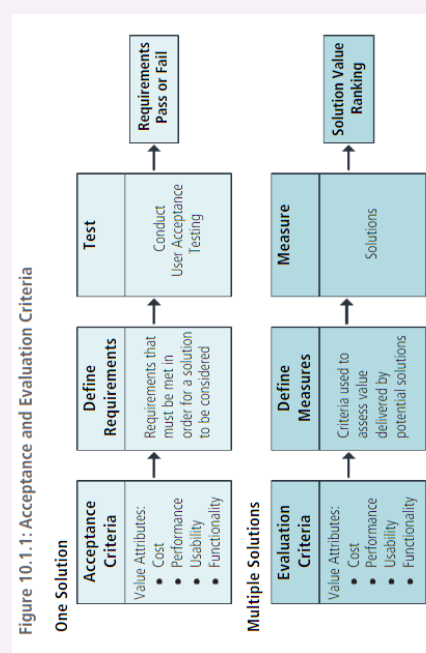 Figure 10.1.1: Acceptance and Evaluation Criteria
One Solution
Acceptance
Criteria
Value Attributes:
• Cost
• Performance
• Usability
• Functionality
Define
Requirements
Requirements that
must be met in
order for a solution
to be considered
Test
Conduct
User Acceptance
Testing
Requirements
Pass or Fail
Multiple Solutions
Evaluation
Criteria
Value Attributes:
• Cost
• Performance
• Usability
• Functionality
Define
Measures
Criteria used to
assess value
delivered by
potential solutions
Measure
Solutions
Solution Value
Ranking